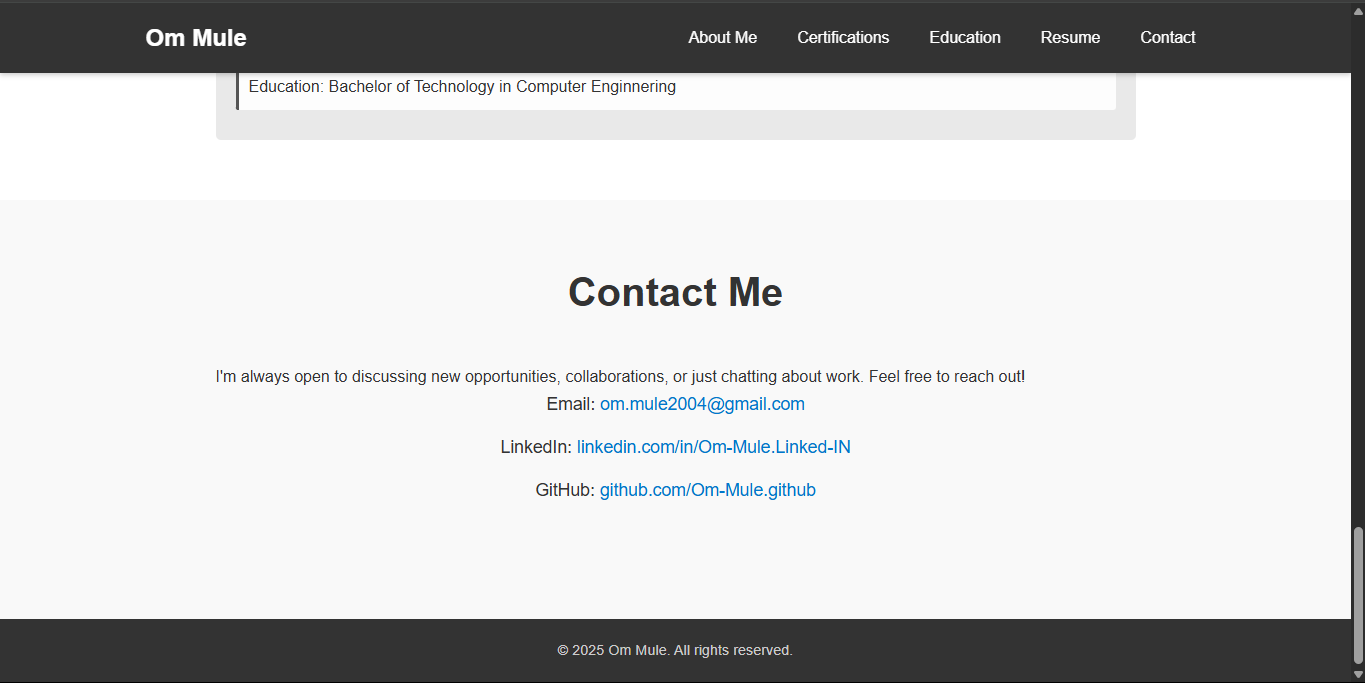 Om Mule
About Me Certifications Education Resume Contact
Education: Bachelor of Technology in Computer Enginnering
Contact Me
I'm always open to discussing new opportunities, collaborations, or just chatting about work. Feel free to reach out!
Email: om.mule2004@gmail.com
LinkedIn: linkedin.com/in/Om-Mule.Linked-IN
GitHub: github.com/Om-Mule.github
© 2025 Om Mule. All rights reserved.